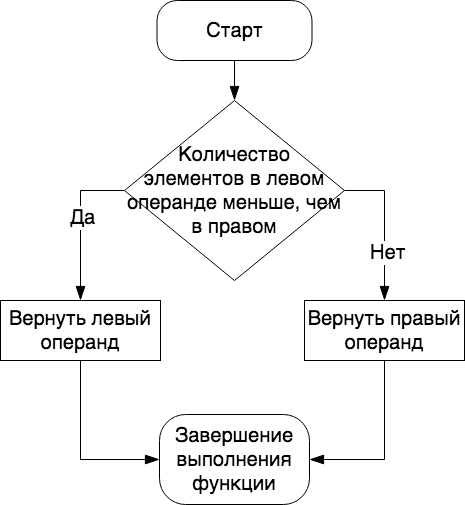 Старт
Количество
элементов в левом
операнде меньше, чем
в правом
Да
Нет
Вернуть левый
операнд
Вернуть правый
операнд
Завершение
выполнения
функции